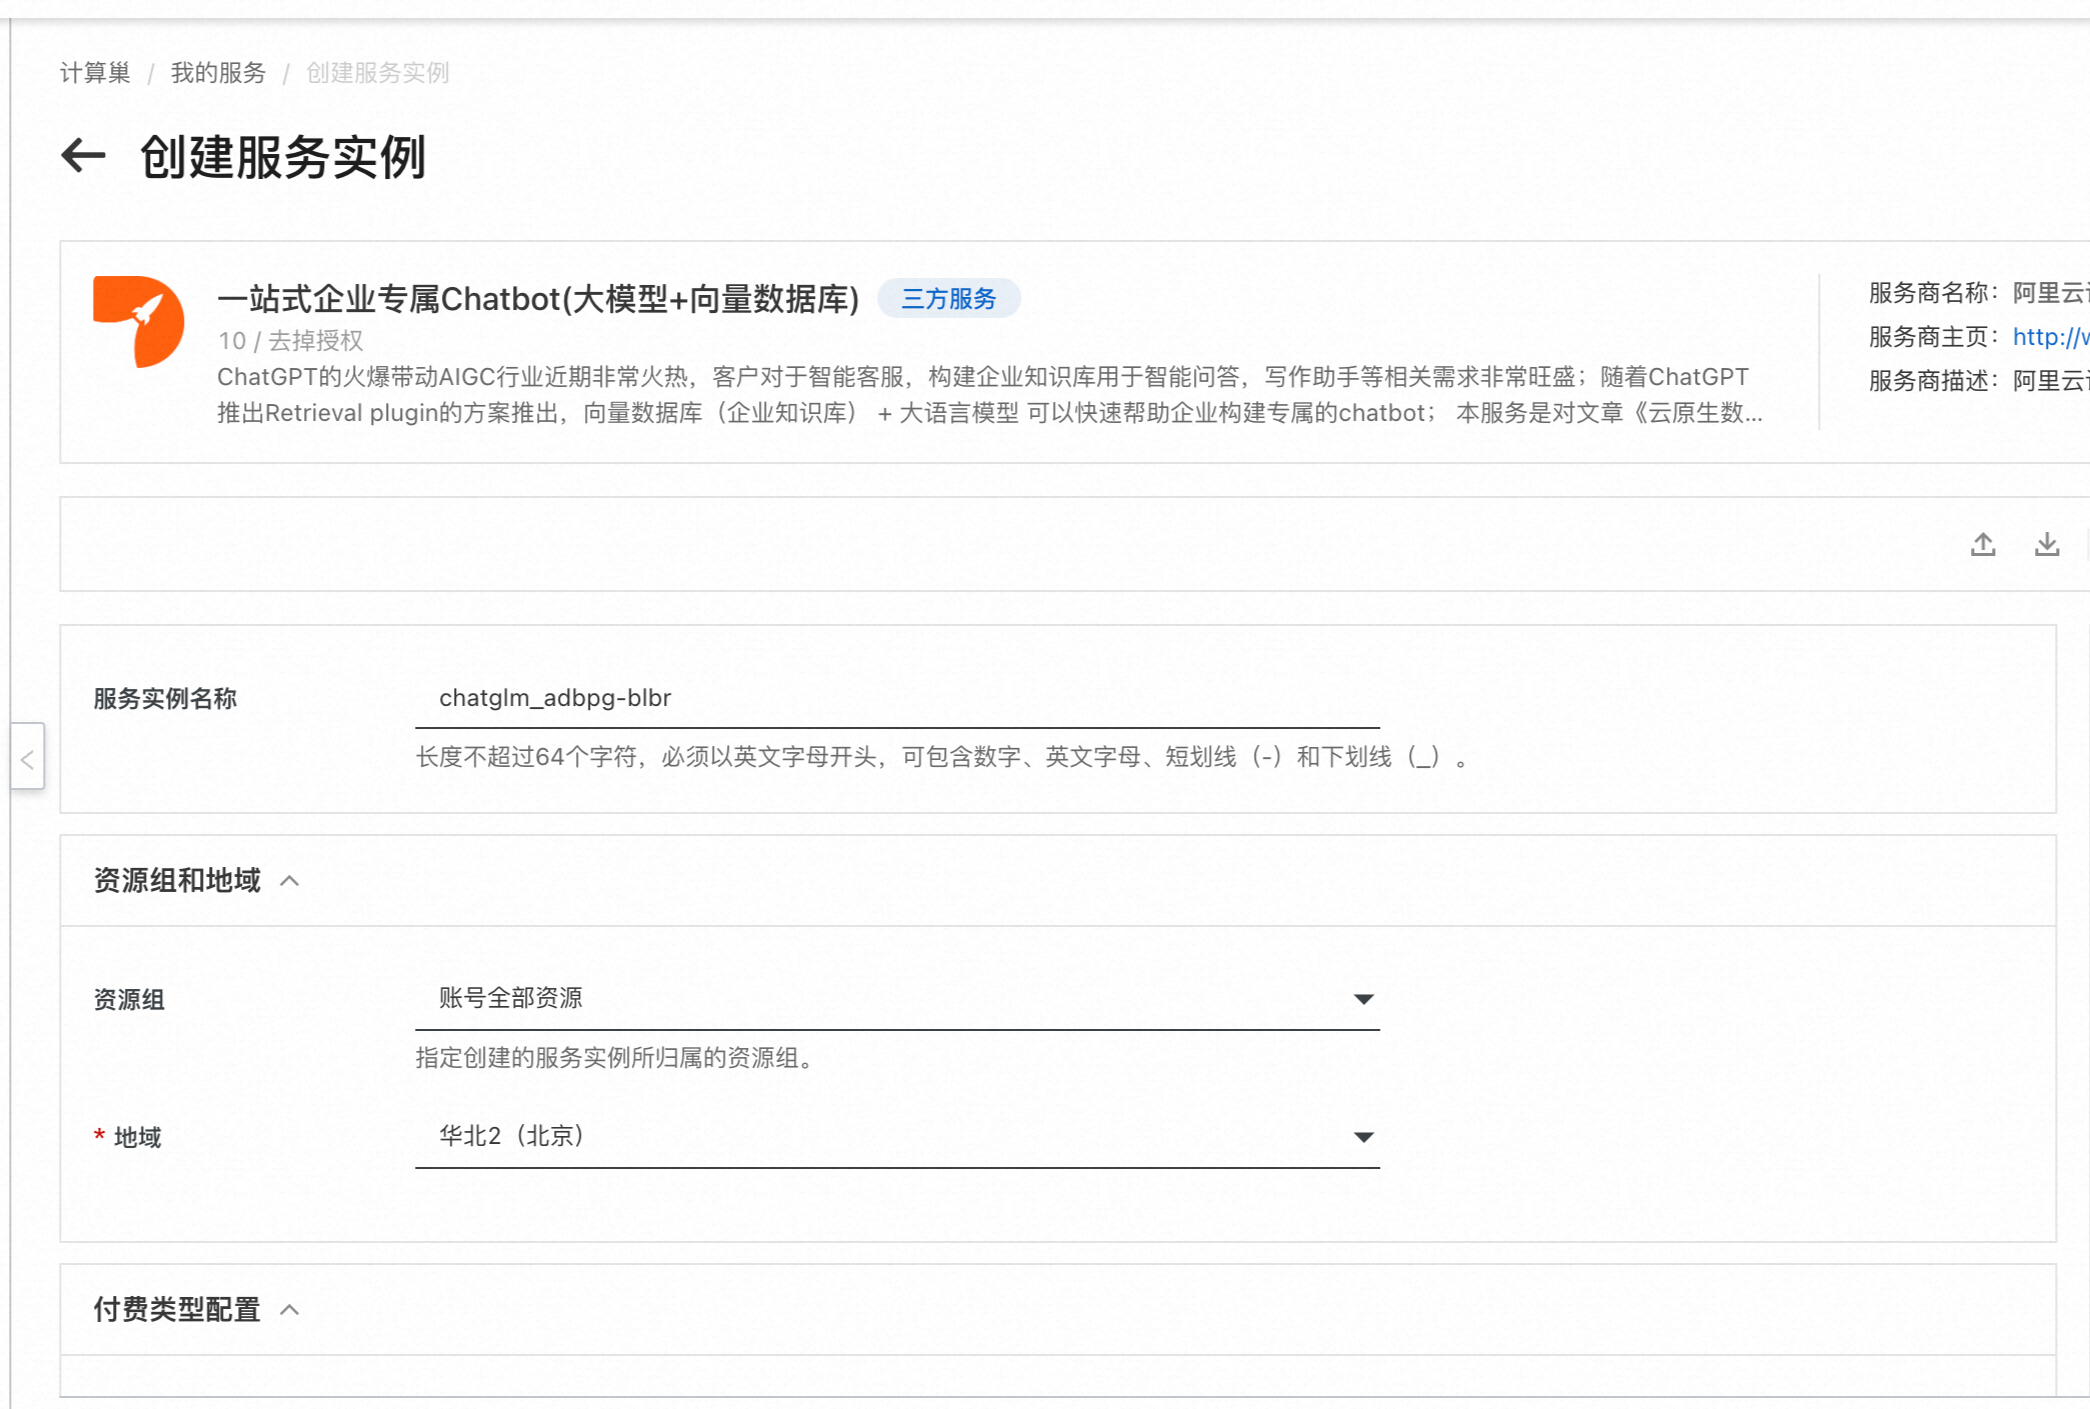 计算巢 / 我的服务 / 创建服务实例
创建服务实例
一站式企业专属Chatbot(大模型+向量数据库) 三方服务
10 / 去掉授权
ChatGPT的火爆带动AIGC行业近期非常火热，客户对于智能客服，构建企业知识库用于智能问答，写作助手等相关需求非常旺盛；随着ChatGPT
推出Retrieval plugin的方案推出，向量数据库（企业知识库） + 大语言模型 可以快速帮助企业构建专属的chatbot； 本服务是对文章《云原生数...
服务商名称：阿里云
服务商主页：http://
服务商描述：阿里云
服务实例名称
chatglm_adbpg-blbr
长度不超过64个字符，必须以英文字母开头，可包含数字、英文字母、短划线（-）和下划线（_）。
资源组和地域
资源组
账号全部资源
指定创建的服务实例所归属的资源组。
* 地域
华北2（北京）
付费类型配置